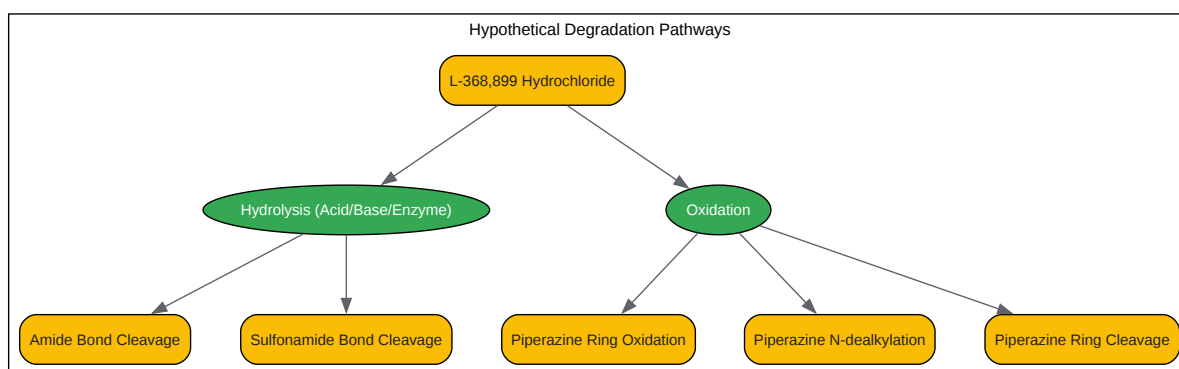 Hypothetical Degradation Pathways
L-368,899 Hydrochloride
Hydrolysis (Acid/Base/Enzyme)
Oxidation
Amide Bond Cleavage
Sulfonamide Bond Cleavage
Piperazine Ring Oxidation
Piperazine N-dealkylation
Piperazine Ring Cleavage